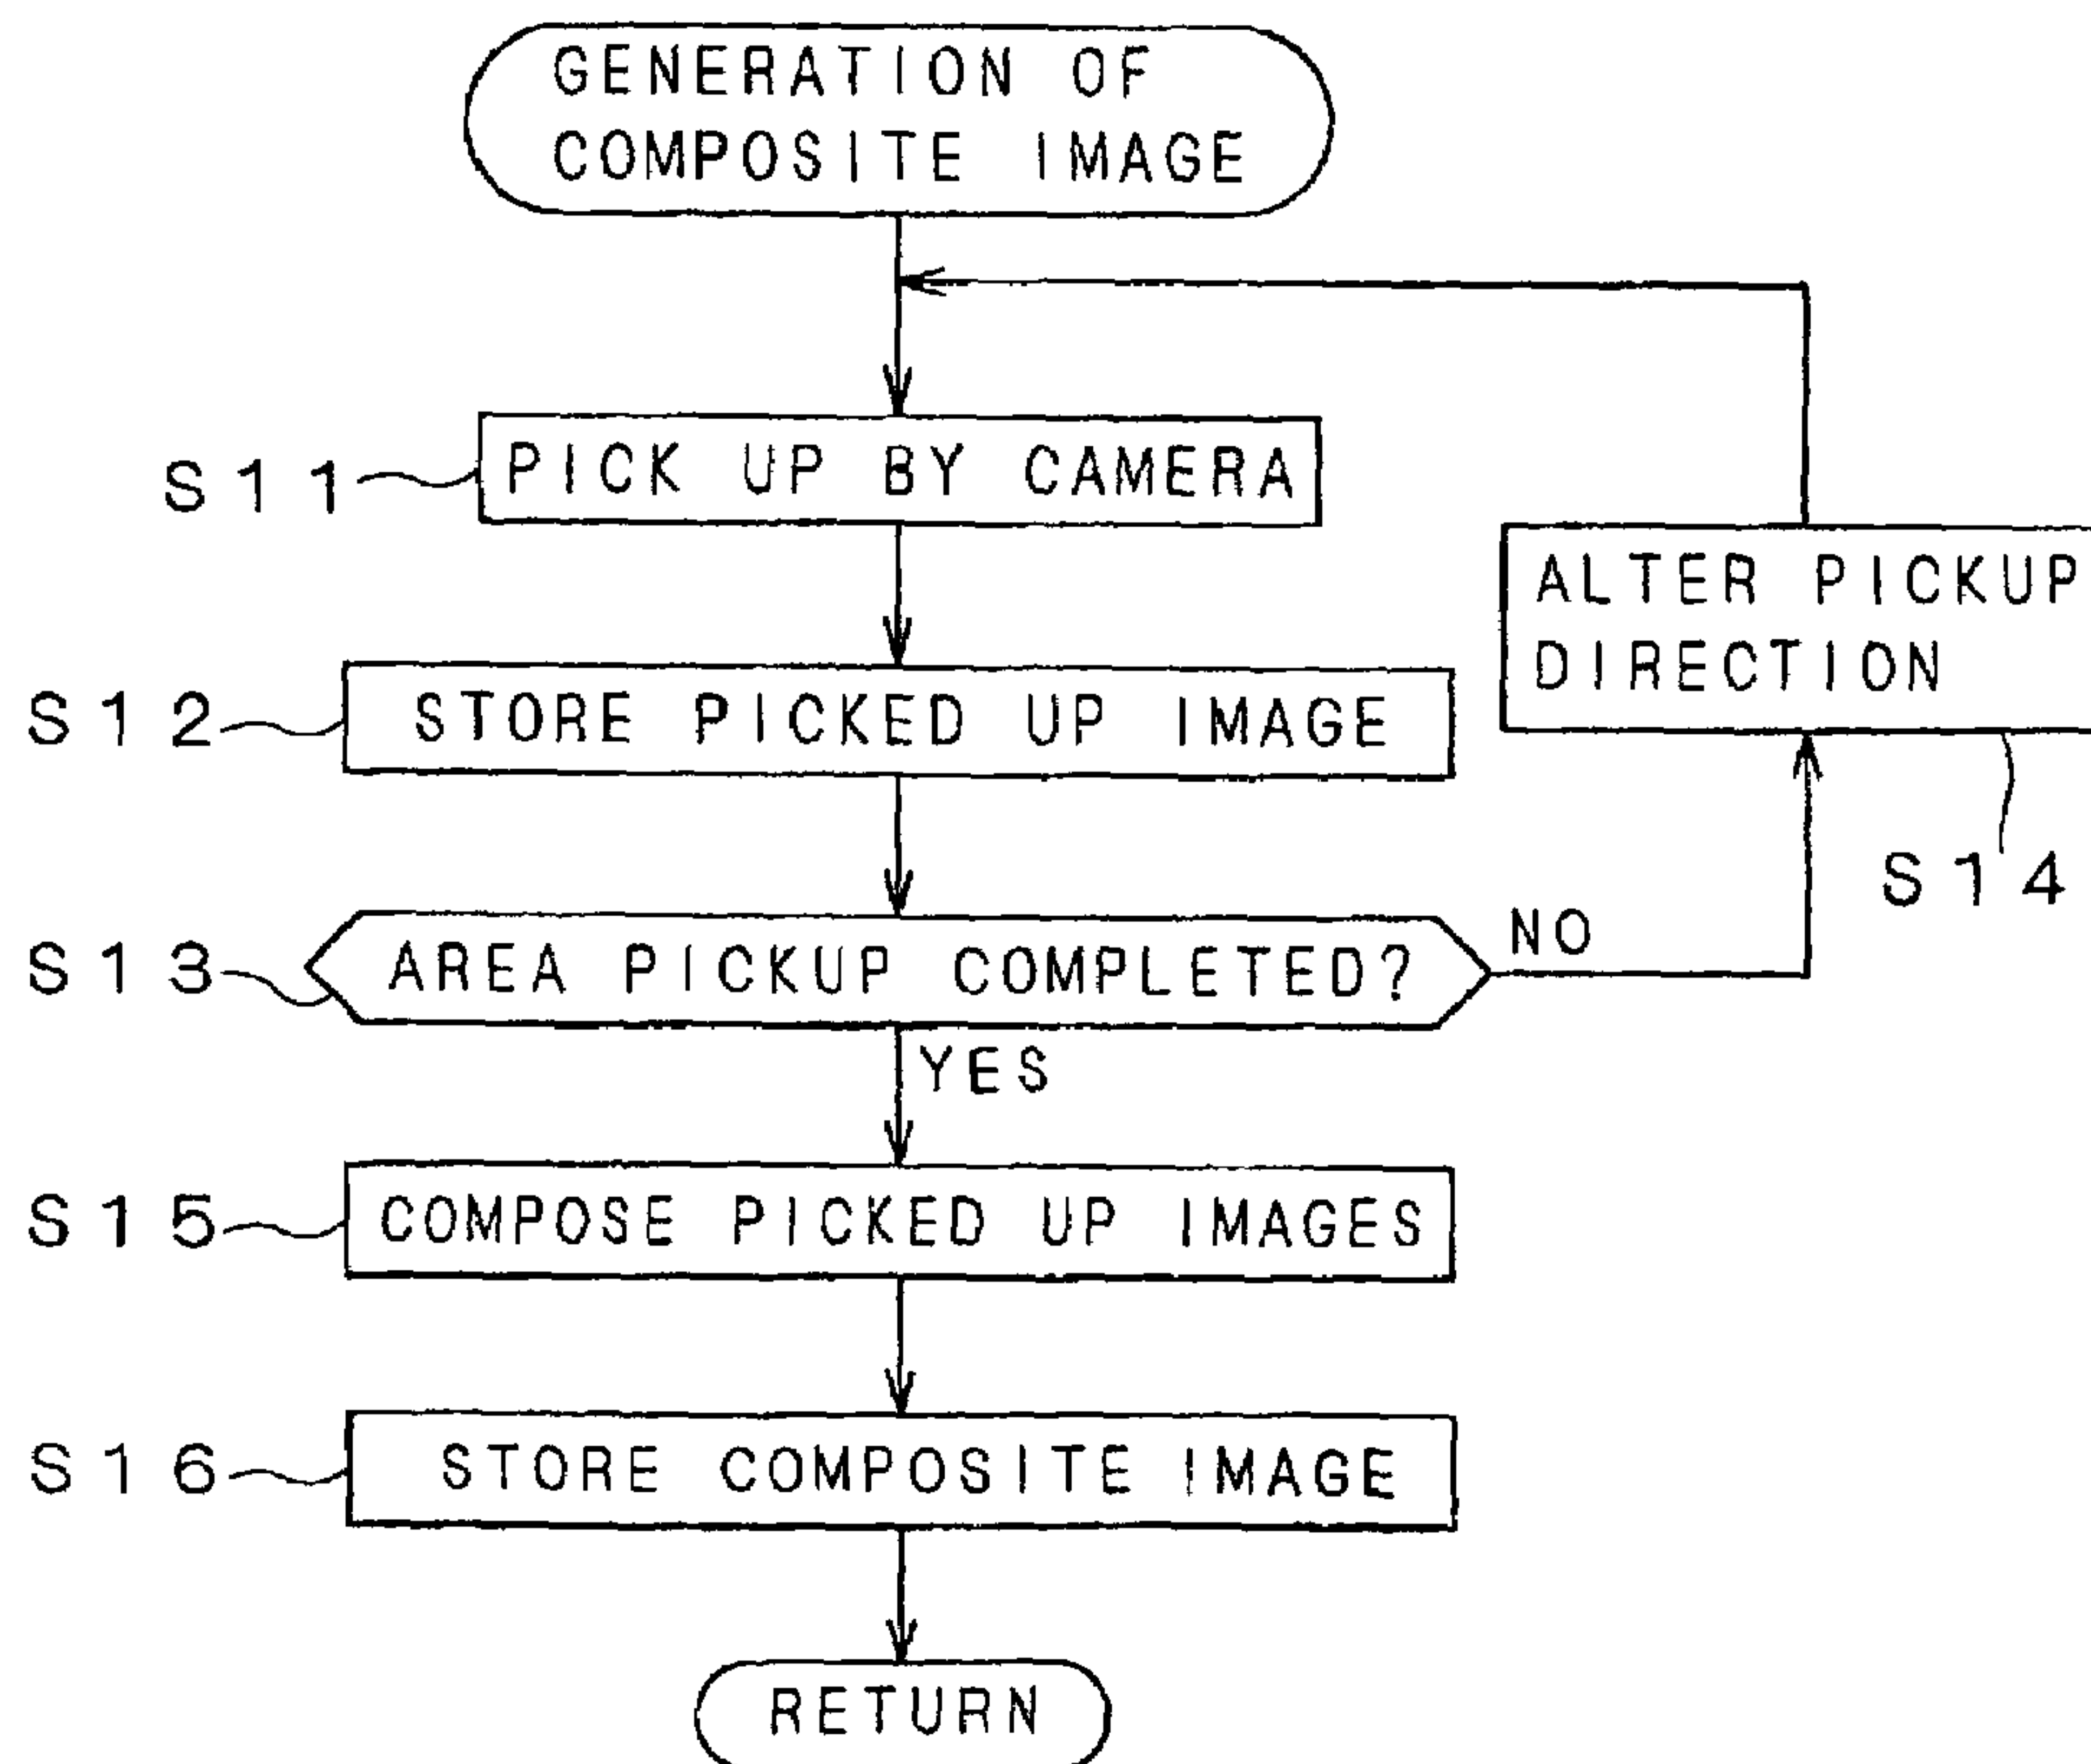 GENERATION OF
COMPOSITE IMAGE
S11
PICK UP BY CAMERA
ALTER PICKUP
DIRECTION
S12
STORE PICKED UP IMAGE
S14
S13
AREA PICKUP COMPLETED?
NO
YES
S15
COMPOSE PICKED UP IMAGES
S16
STORE COMPOSITE IMAGE
RETURN